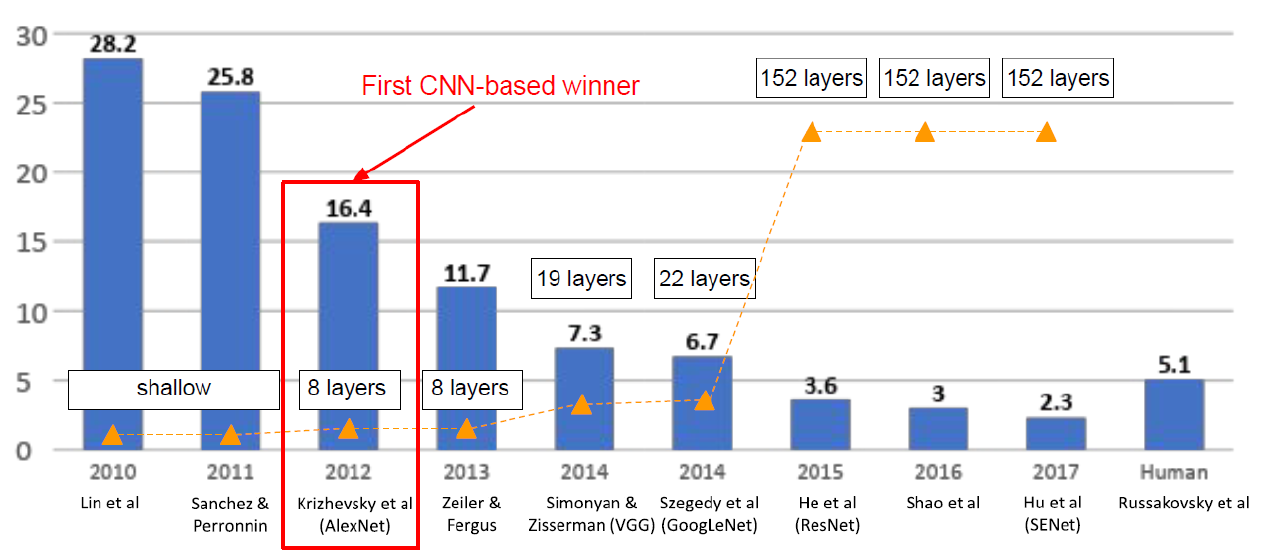 30
28.2
25.8
First CNN-based winner
152 layers
152 layers
152 layers
25
20
16.4
15
11.7
19 layers
22 layers
10
7.3
6.7
shallow
8 layers
8 layers
5
3.6
3
2.3
5.1
0
2010
2011
2012
2013
2014
2014
2015
2016
2017
Human
Lin et al
Sanchez &
Perronnin
Krizhevsky et al
(AlexNet)
Zeiler &
Fergus
Simonyan &
Zisserman (VGG)
Szegedy et al
(GoogLeNet)
He et al
(ResNet)
Shao et al
Hu et al
(SENet)
Russakovsky et al